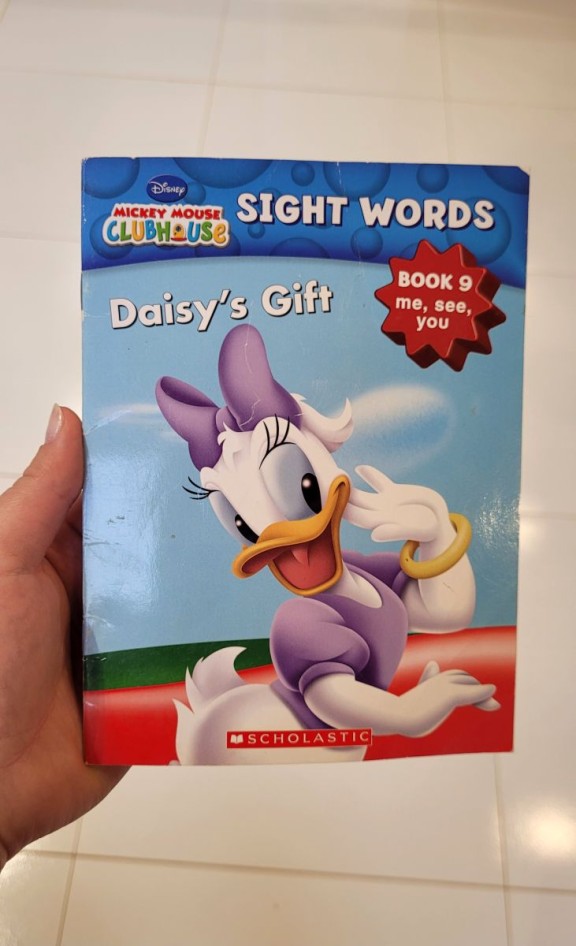 Disney
MICKEY MOUSE
CLUBHOUSE
SIGHT WORDS
Daisy's Gift
BOOK 9
me, see,
you
SCHOLASTIC